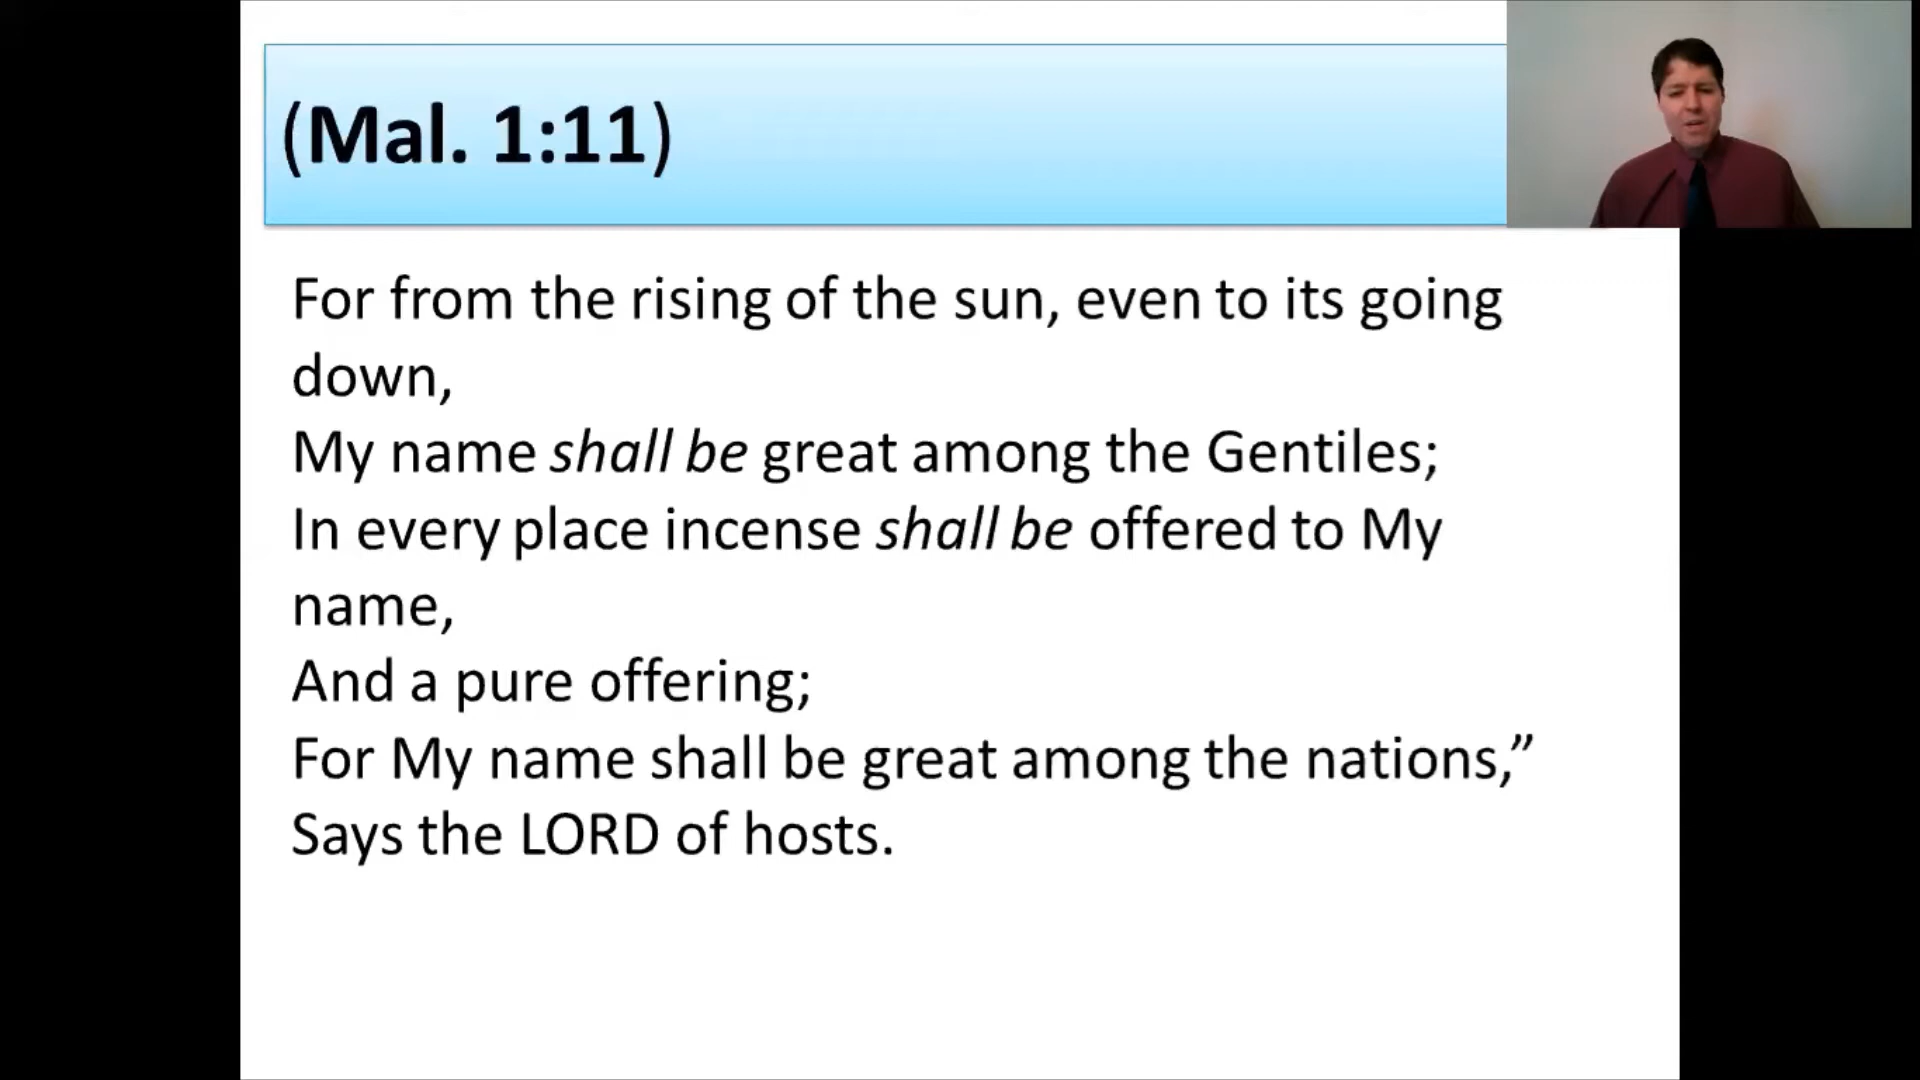 (Mal. 1:11)
For from the rising of the sun, even to its going
down,
My name shall be great among the Gentiles;
In every place incense shall be offered to My
name,
And a pure offering;
For My name shall be great among the nations,”
Says the LORD of hosts.